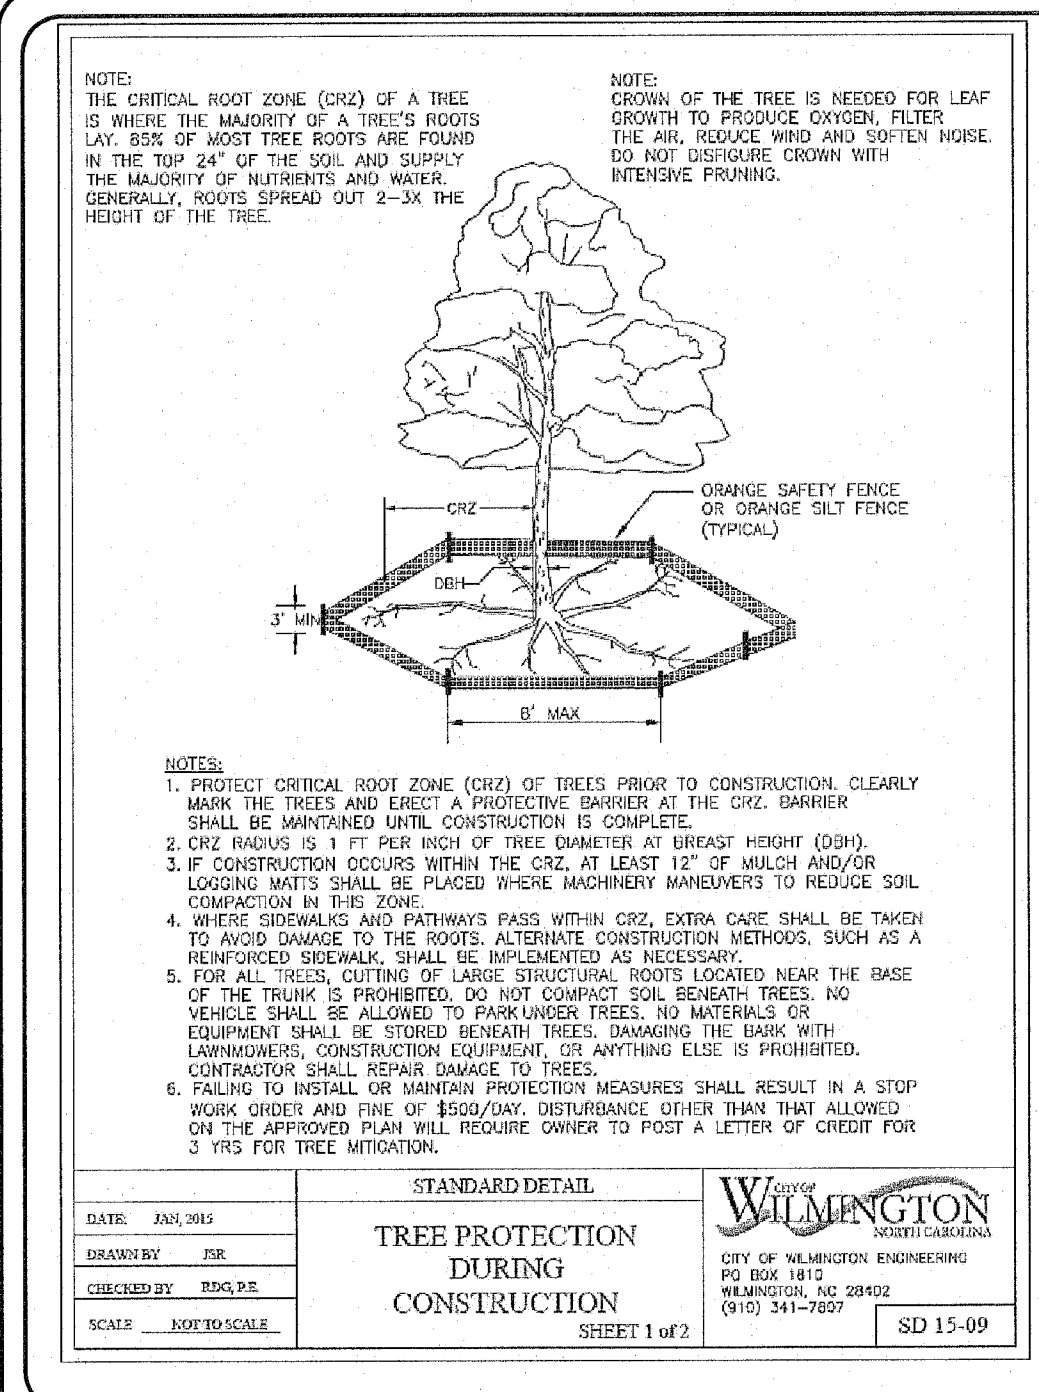 NOTE:
THE CRITICAL ROOT ZONE (CRZ) OF A TREE
IS WHERE THE MAJORITY OF A TREE'S ROOTS
LAY. 85% OF MOST TREE ROOTS ARE FOUND
IN THE TOP 24" OF THE SOIL AND SUPPLY
THE MAJORITY OF NUTRIENTS AND WATER.
GENERALLY, ROOTS SPREAD OUT 2-3X THE
HEIGHT OF THE TREE.
NOTE:
CROWN OF THE TREE IS NEEDED FOR LEAF
GROWTH TO PRODUCE OXYGEN, FILTER
THE AIR, REDUCE WIND AND SOFTEN NOISE.
DO NOT DISFIGURE CROWN WITH
INTENSIVE PRUNING.
ORANGE SAFETY FENCE
OR ORANGE SILT FENCE
(TYPICAL)
CRZ
DBH
3' MIN
8' MAX
NOTES:
1. PROTECT CRITICAL ROOT ZONE (CRZ) OF TREES PRIOR TO CONSTRUCTION. CLEARLY
MARK THE TREES AND ERECT A PROTECTIVE BARRIER AT THE CRZ. BARRIER
SHALL BE MAINTAINED UNTIL CONSTRUCTION IS COMPLETE.
2. CRZ RADIUS IS 1 FT PER INCH OF TREE DIAMETER AT BREAST HEIGHT (DBH).
3. IF CONSTRUCTION OCCURS WITHIN THE CRZ, AT LEAST 12" OF MULCH AND/OR
LOGGING MATTS SHALL BE PLACED WHERE MACHINERY MANEUVERS TO REDUCE SOIL
COMPACTION IN THIS ZONE.
4. WHERE SIDEWALKS AND PATHWAYS PASS WITHIN CRZ, EXTRA CARE SHALL BE TAKEN
TO AVOID DAMAGE TO THE ROOTS. ALTERNATE CONSTRUCTION METHODS, SUCH AS A
REINFORCED SIDEWALK, SHALL BE IMPLEMENTED AS NECESSARY.
5. FOR ALL TREES, CUTTING OF LARGE STRUCTURAL ROOTS LOCATED NEAR THE BASE
OF THE TRUNK IS PROHIBITED. DO NOT COMPACT SOIL BENEATH TREES. NO
VEHICLE SHALL BE ALLOWED TO PARK UNDER TREES. NO MATERIALS OR
EQUIPMENT SHALL BE STORED BENEATH TREES. DAMAGING THE BARK WITH
LAWNMOWERS, CONSTRUCTION EQUIPMENT, OR ANYTHING ELSE IS PROHIBITED.
CONTRACTOR SHALL REPAIR DAMAGE TO TREES.
6. FAILING TO INSTALL OR MAINTAIN PROTECTION MEASURES SHALL RESULT IN A STOP
WORK ORDER AND FINE OF $500/DAY. DISTURBANCE OTHER THAN THAT ALLOWED
ON THE APPROVED PLAN WILL REQUIRE OWNER TO POST A LETTER OF CREDIT FOR
3 YRS FOR TREE MITIGATION.
DATE: JAN, 2015
DRAWN BY JSR
CHECKED BY RDG, P.E.
SCALE NOT TO SCALE
STANDARD DETAIL
TREE PROTECTION
DURING
CONSTRUCTION
SHEET 1 of 2
CITY OF
WILMINGTON
NORTH CAROLINA
CITY OF WILMINGTON ENGINEERING
PO BOX 1810
WILMINGTON, NC 28402
(910) 341-7807
SD 15-09